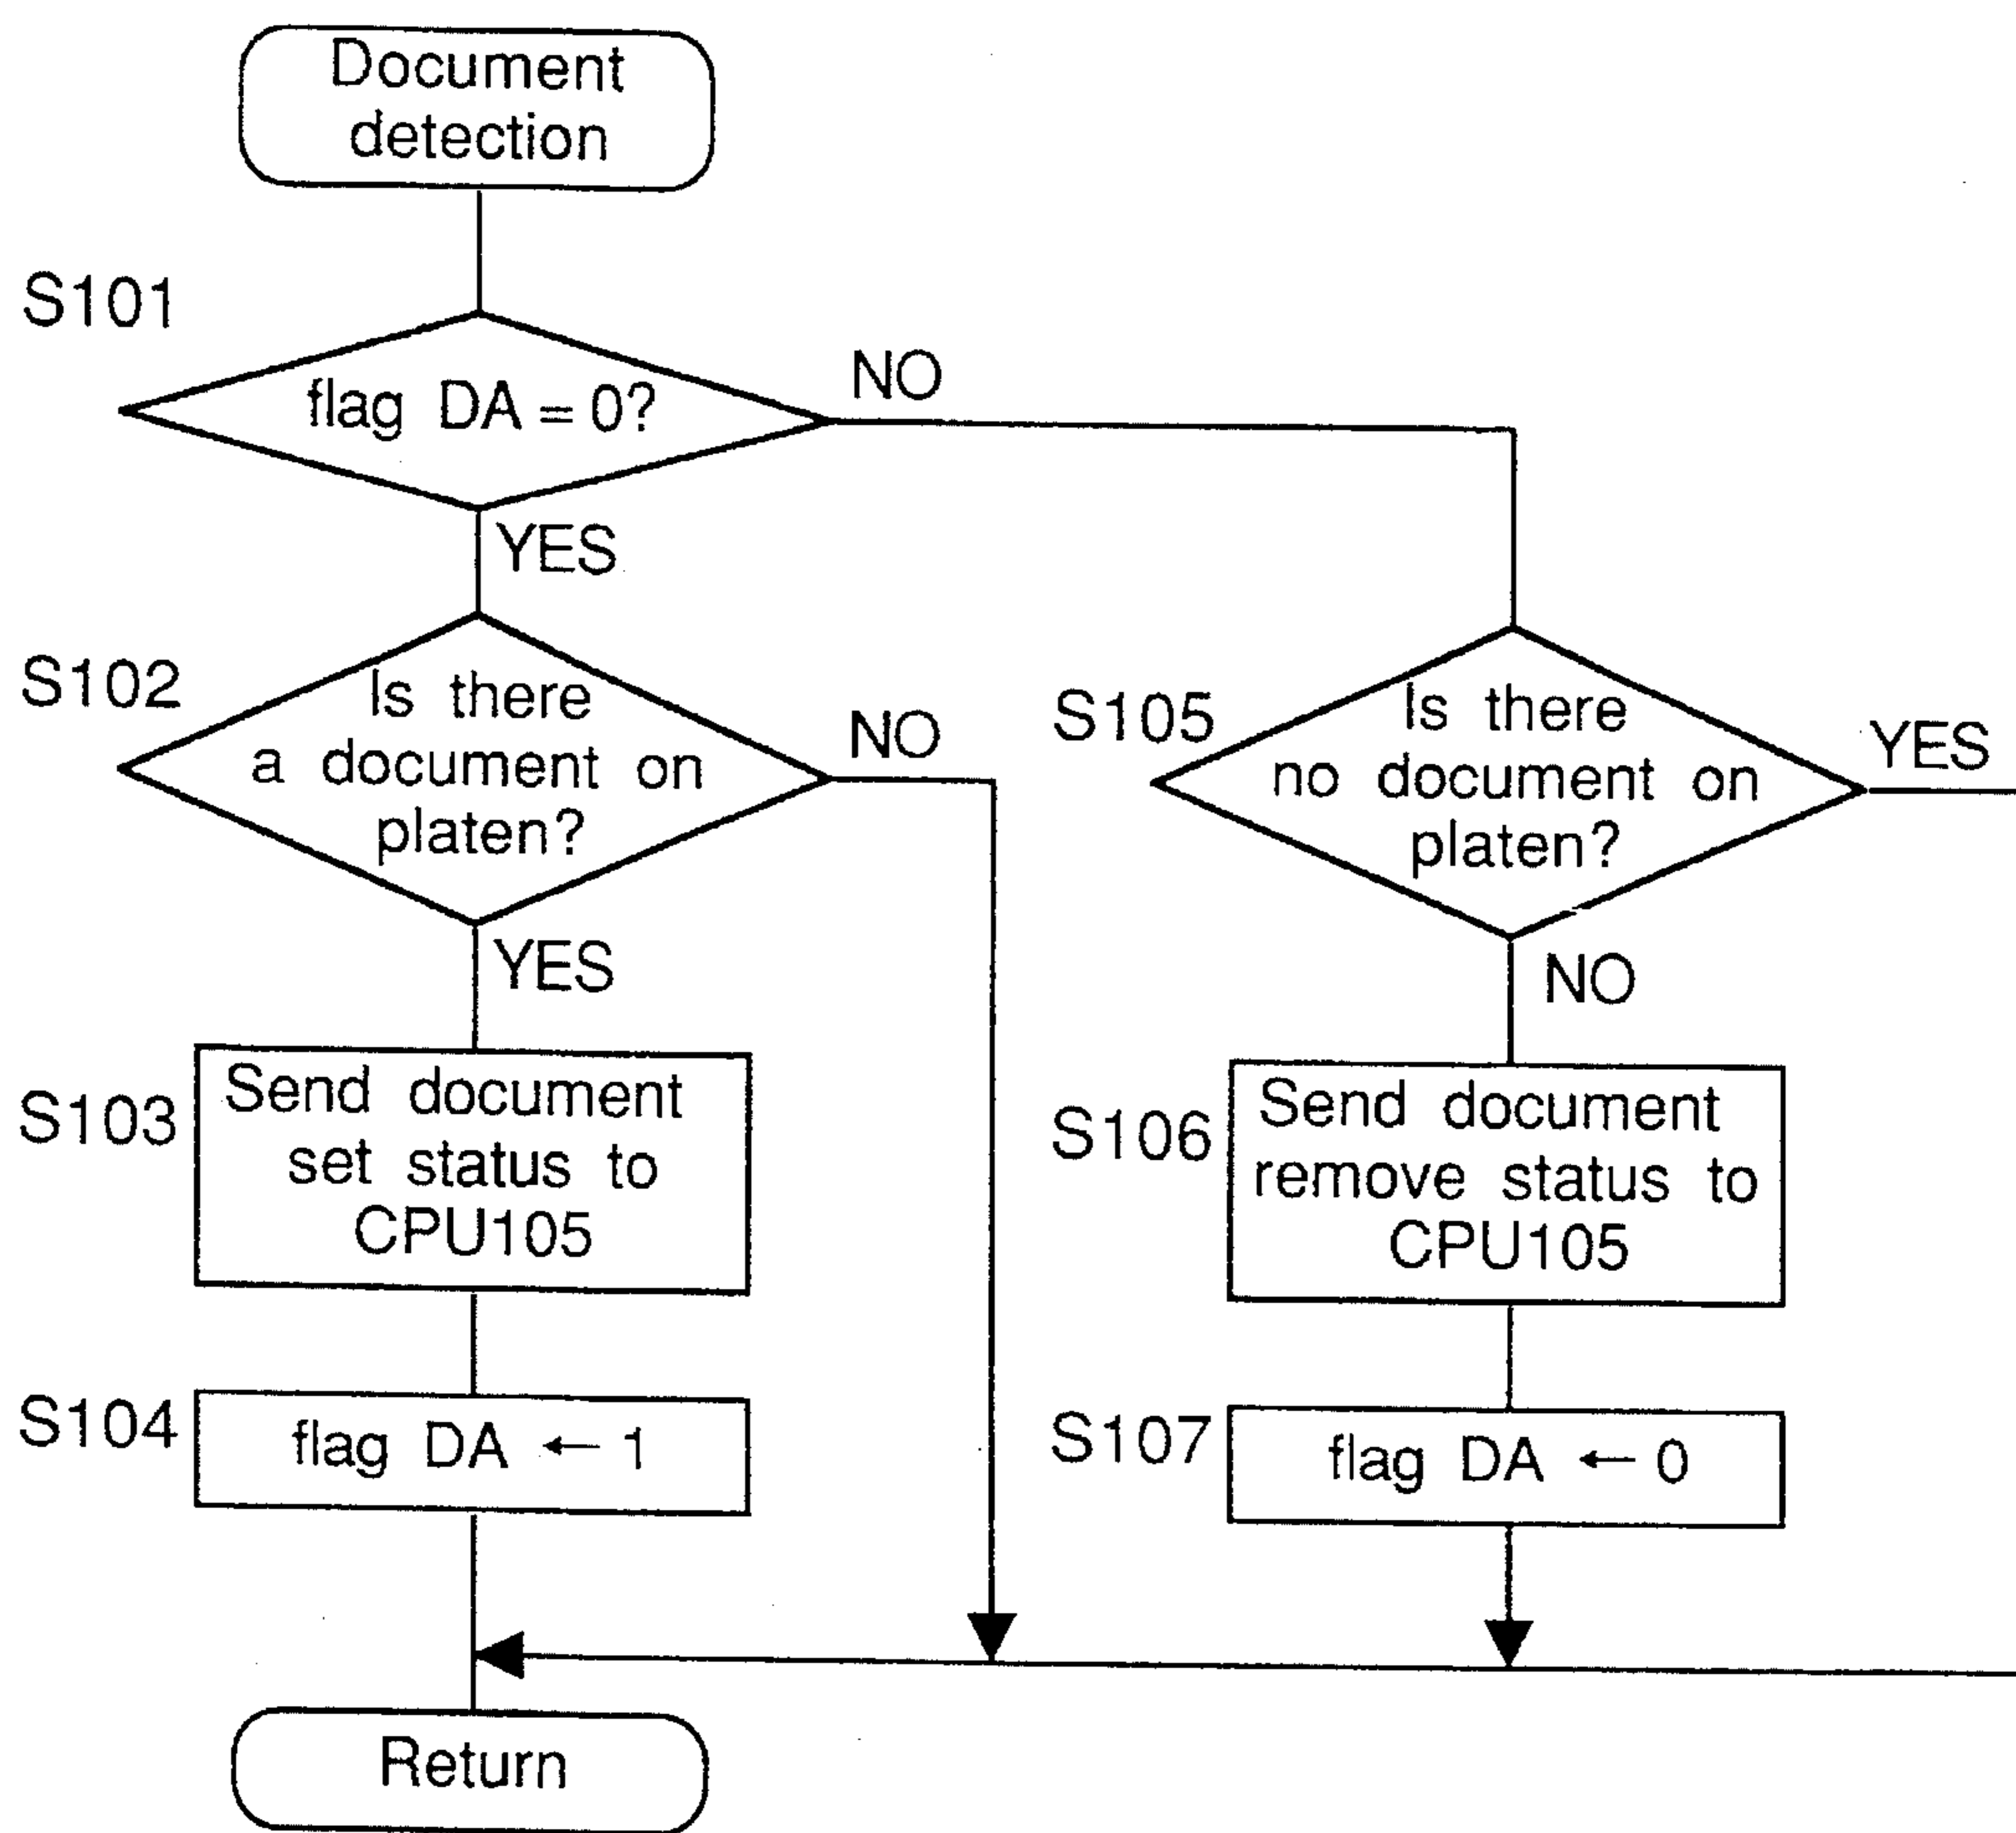 Document
detection
S101
flag DA = 0?
NO
YES
S102
Is there
a document on
platen?
NO
YES
S103
Send document
set status to
CPU105
S104
flag DA ← 1
S105
Is there
no document on
platen?
YES
NO
S106
Send document
remove status to
CPU105
S107
flag DA ← 0
Return